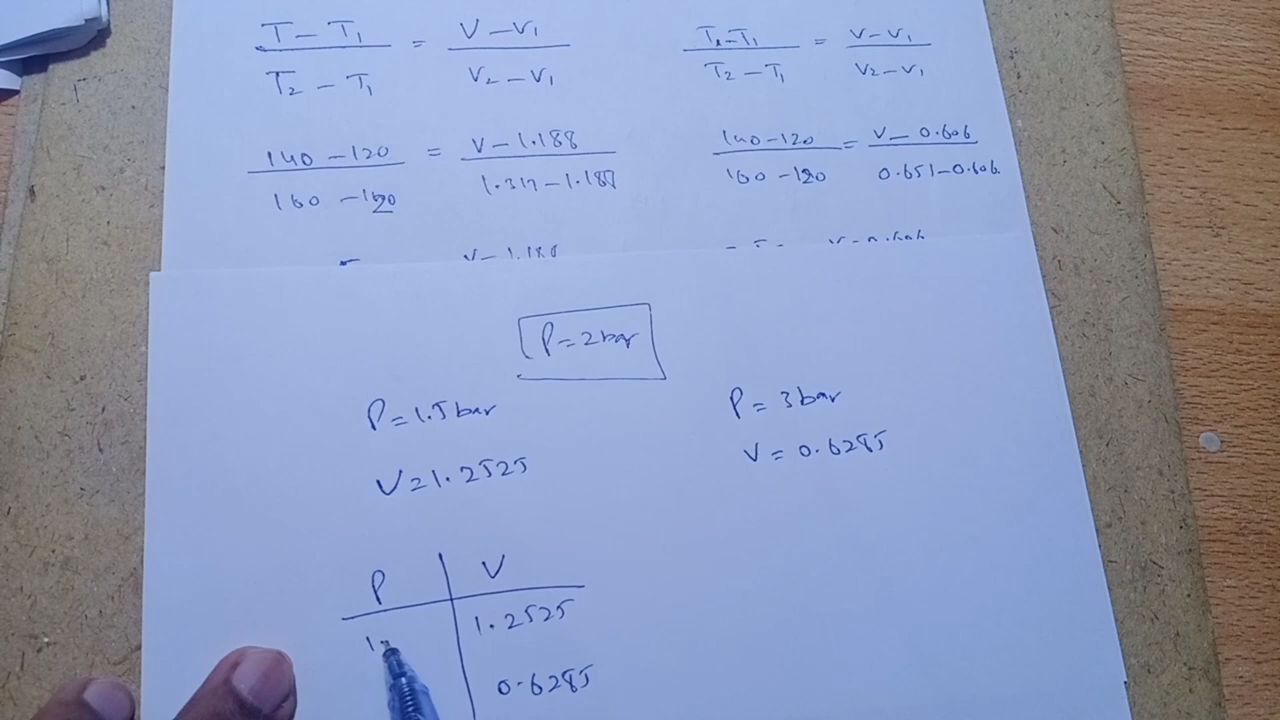 T – T₁ / T₂ – T₁ = V – V₁ / V₂ – V₁
T₂ – T₁ / T₂ – T₁ = V – V₁ / V₂ – V₁
140 – 120 / 160 – 120 = V – 1.188 / 1.317 – 1.188
140 – 120 / 160 – 120 = V – 0.606 / 0.651 – 0.606
P = 2 bar
P = 1.5 bar
V = 1.2525
P = 3 bar
V = 0.6285
P V
1. 1.2525
0.6285